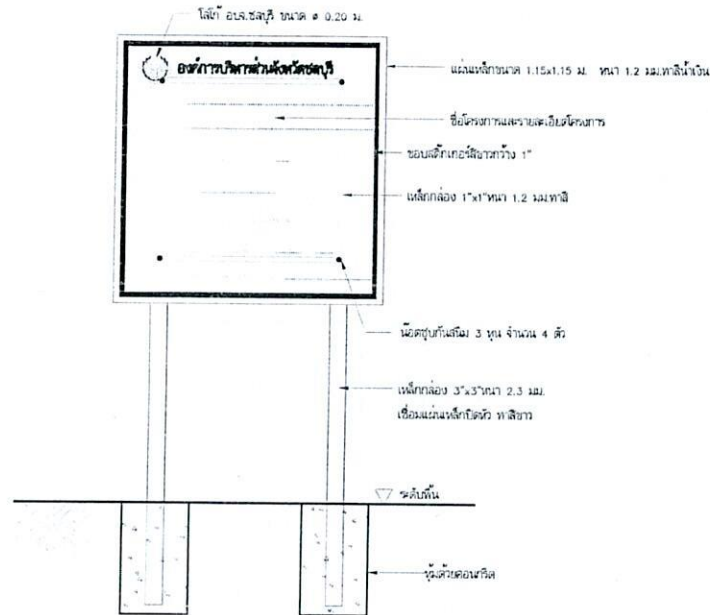 โลโก้ อบจ.ชลบุรี ขนาด ø 0.20 ม.
องค์การบริหารส่วนจังหวัดชลบุรี
แผ่นเหล็กขนาด 1.15x1.15 ม. หนา 1.2 มม.ทาสีน้ำเงิน
ชื่อโครงการและรายละเอียดโครงการ
ขอบสติ๊กเกอร์สีขาวกว้าง 1"
เหล็กกล่อง 1"x1"หนา 1.2 มม.ทาสี
น๊อตชุบกันสนิม 3 หุน จำนวน 4 ตัว
เหล็กกล่อง 3"x3"หนา 2.3 มม.
เชื่อมแผ่นเหล็กปิดหัว ทาสีขาว
ระดับพื้น
หุ้มด้วยคอนกรีต